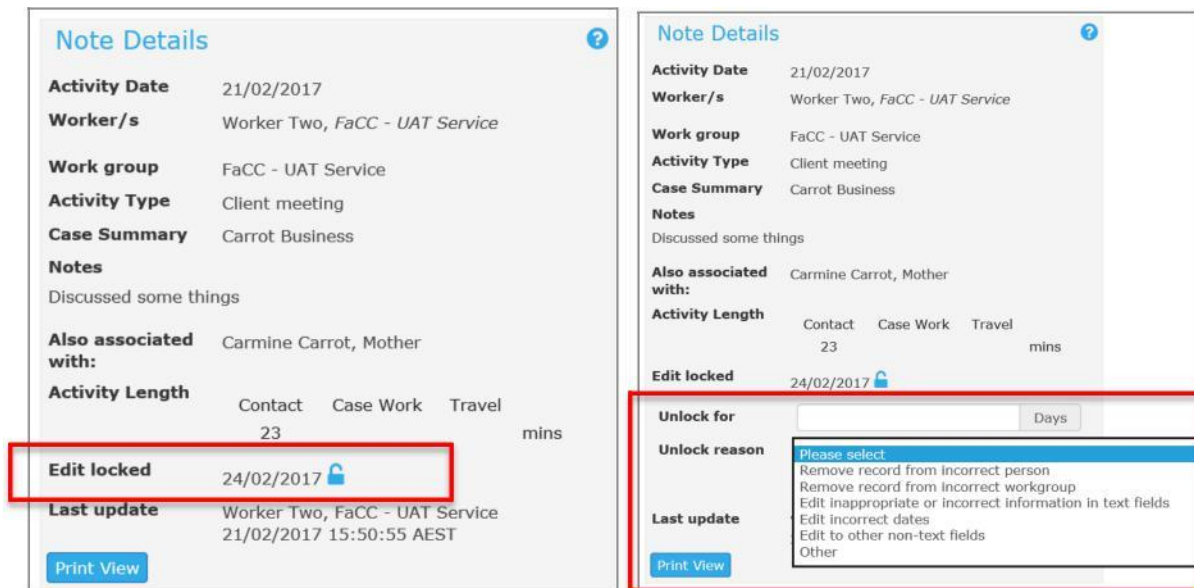 Note Details
Activity Date 21/02/2017
Worker/s Worker Two, FaCC - UAT Service
Work group FaCC - UAT Service
Activity Type Client meeting
Case Summary Carrot Business
Notes
Discussed some things
Also associated Carmine Carrot, Mother
with:
Activity Length
Contact Case Work Travel
23 mins
Edit locked 24/02/2017
Last update Worker Two, FaCC - UAT Service
21/02/2017 15:50:55 AEST
Print View
Note Details
Activity Date 21/02/2017
Worker/s Worker Two, FaCC - UAT Service
Work group FaCC - UAT Service
Activity Type Client meeting
Case Summary Carrot Business
Notes
Discussed some things
Also associated Carmine Carrot, Mother
with:
Activity Length
Contact Case Work Travel
23 mins
Edit locked 24/02/2017
Unlock for Days
Unlock reason Please select
Remove record from incorrect person
Remove record from incorrect workgroup
Edit inappropriate or incorrect information in text fields
Last update Edit incorrect dates
Edit to other non-text fields
Other
Print View